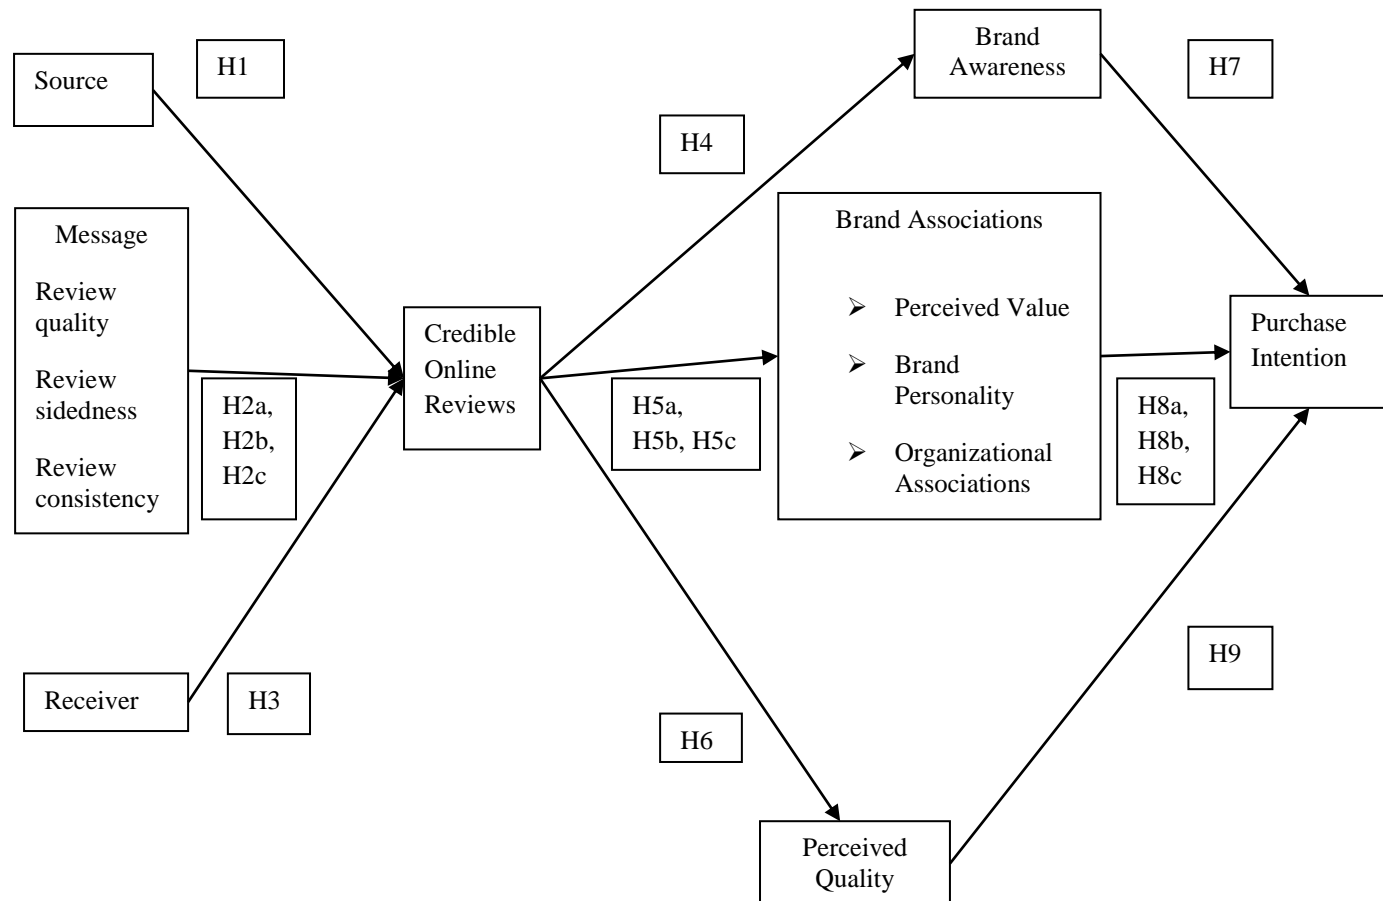 Source
H1
Message
Review
quality
Review
sidedness
Review
consistency
H2a,
H2b,
H2c
Receiver
H3
Credible
Online
Reviews
H4
H5a,
H5b, H5c
H6
Brand
Awareness
Brand Associations
➢ Perceived Value
➢ Brand
Personality
➢ Organizational
Associations
Perceived
Quality
H7
H8a,
H8b,
H8c
H9
Purchase
Intention